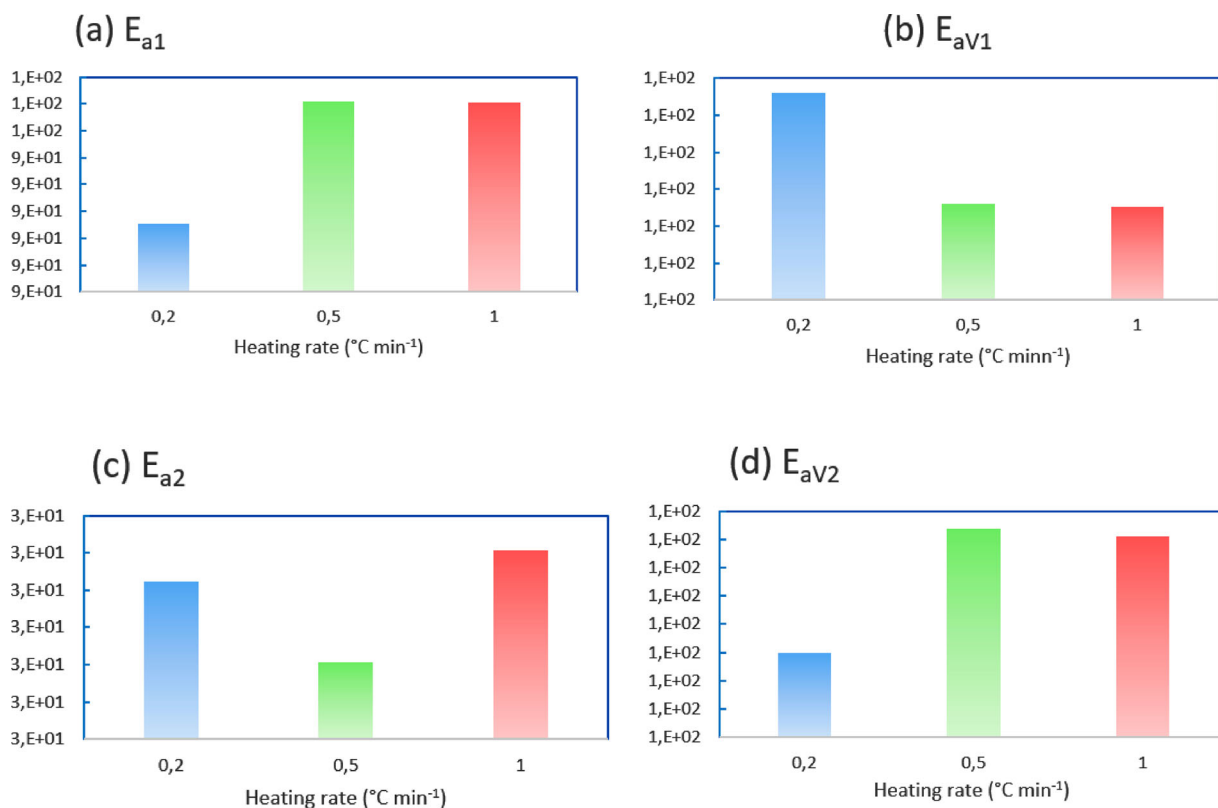 (a) Eₐ₁
1,E+02
1,E+02
1,E+02
9,E+01
9,E+01
9,E+01
9,E+01
9,E+01
9,E+01
0,2 0,5 1
Heating rate (°C min⁻¹)
(b) EₐV₁
1,E+02
1,E+02
1,E+02
1,E+02
1,E+02
1,E+02
1,E+02
0,2 0,5 1
Heating rate (°C minn⁻¹)
(c) Eₐ₂
3,E+01
3,E+01
3,E+01
3,E+01
3,E+01
3,E+01
3,E+01
0,2 0,5 1
Heating rate (°C min⁻¹)
(d) EₐV₂
1,E+02
1,E+02
1,E+02
1,E+02
1,E+02
1,E+02
1,E+02
1,E+02
1,E+02
0,2 0,5 1
Heating rate (°C min⁻¹)